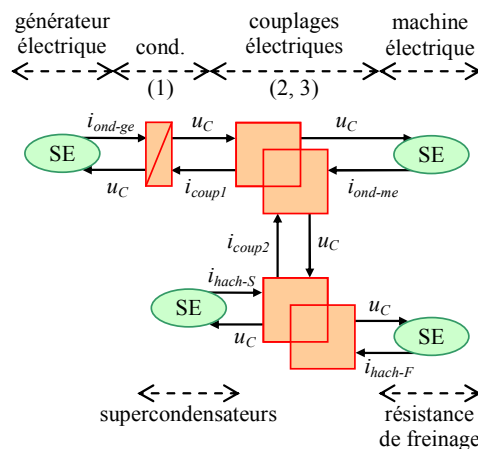 générateur électrique
cond.
couplages électriques
machine électrique
(1)
(2, 3)
i_ond-ge
u_C
u_C
SE
SE
u_C
i_coup1
i_ond-me
i_coup2
u_C
i_hach-S
SE
u_C
u_C
SE
i_hach-F
supercondensateurs
résistance de freinage